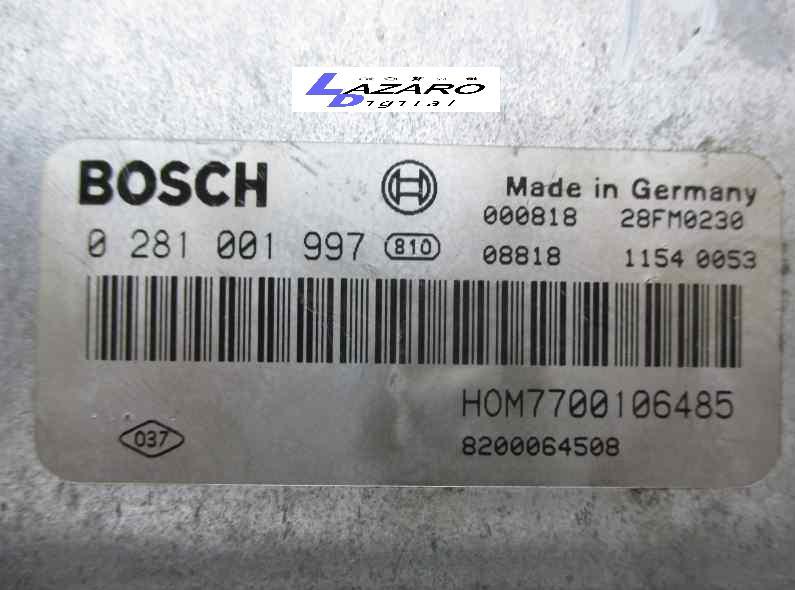 LAZARO
Digital
BOSCH
Made in Germany
000818 28FM0230
0 281 001 997 810
08818 1154 0053
HOM7700106485
037
8200064508